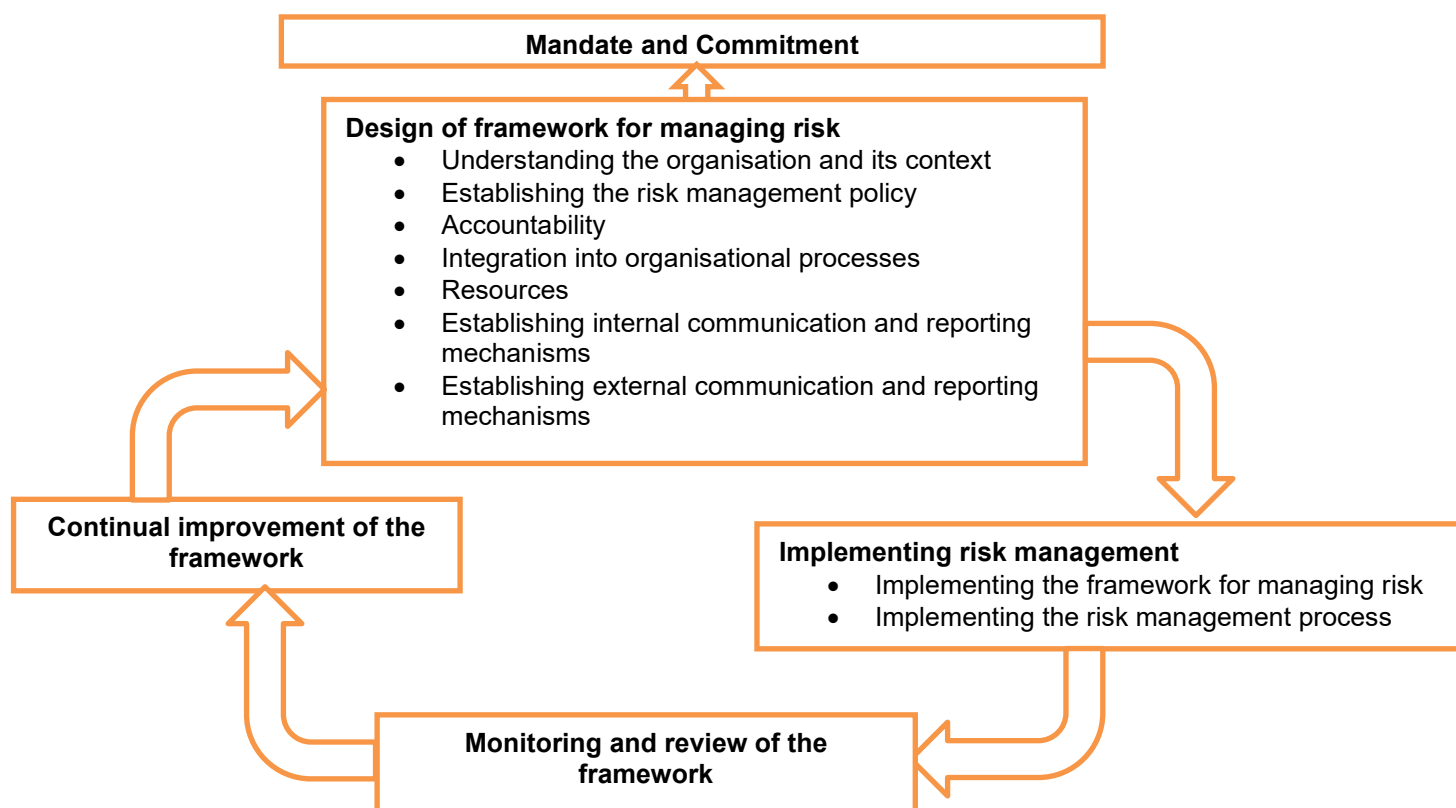 Mandate and Commitment
Design of framework for managing risk
• Understanding the organisation and its context
• Establishing the risk management policy
• Accountability
• Integration into organisational processes
• Resources
• Establishing internal communication and reporting
mechanisms
• Establishing external communication and reporting
mechanisms
Continual improvement of the
framework
Implementing risk management
• Implementing the framework for managing risk
• Implementing the risk management process
Monitoring and review of the
framework